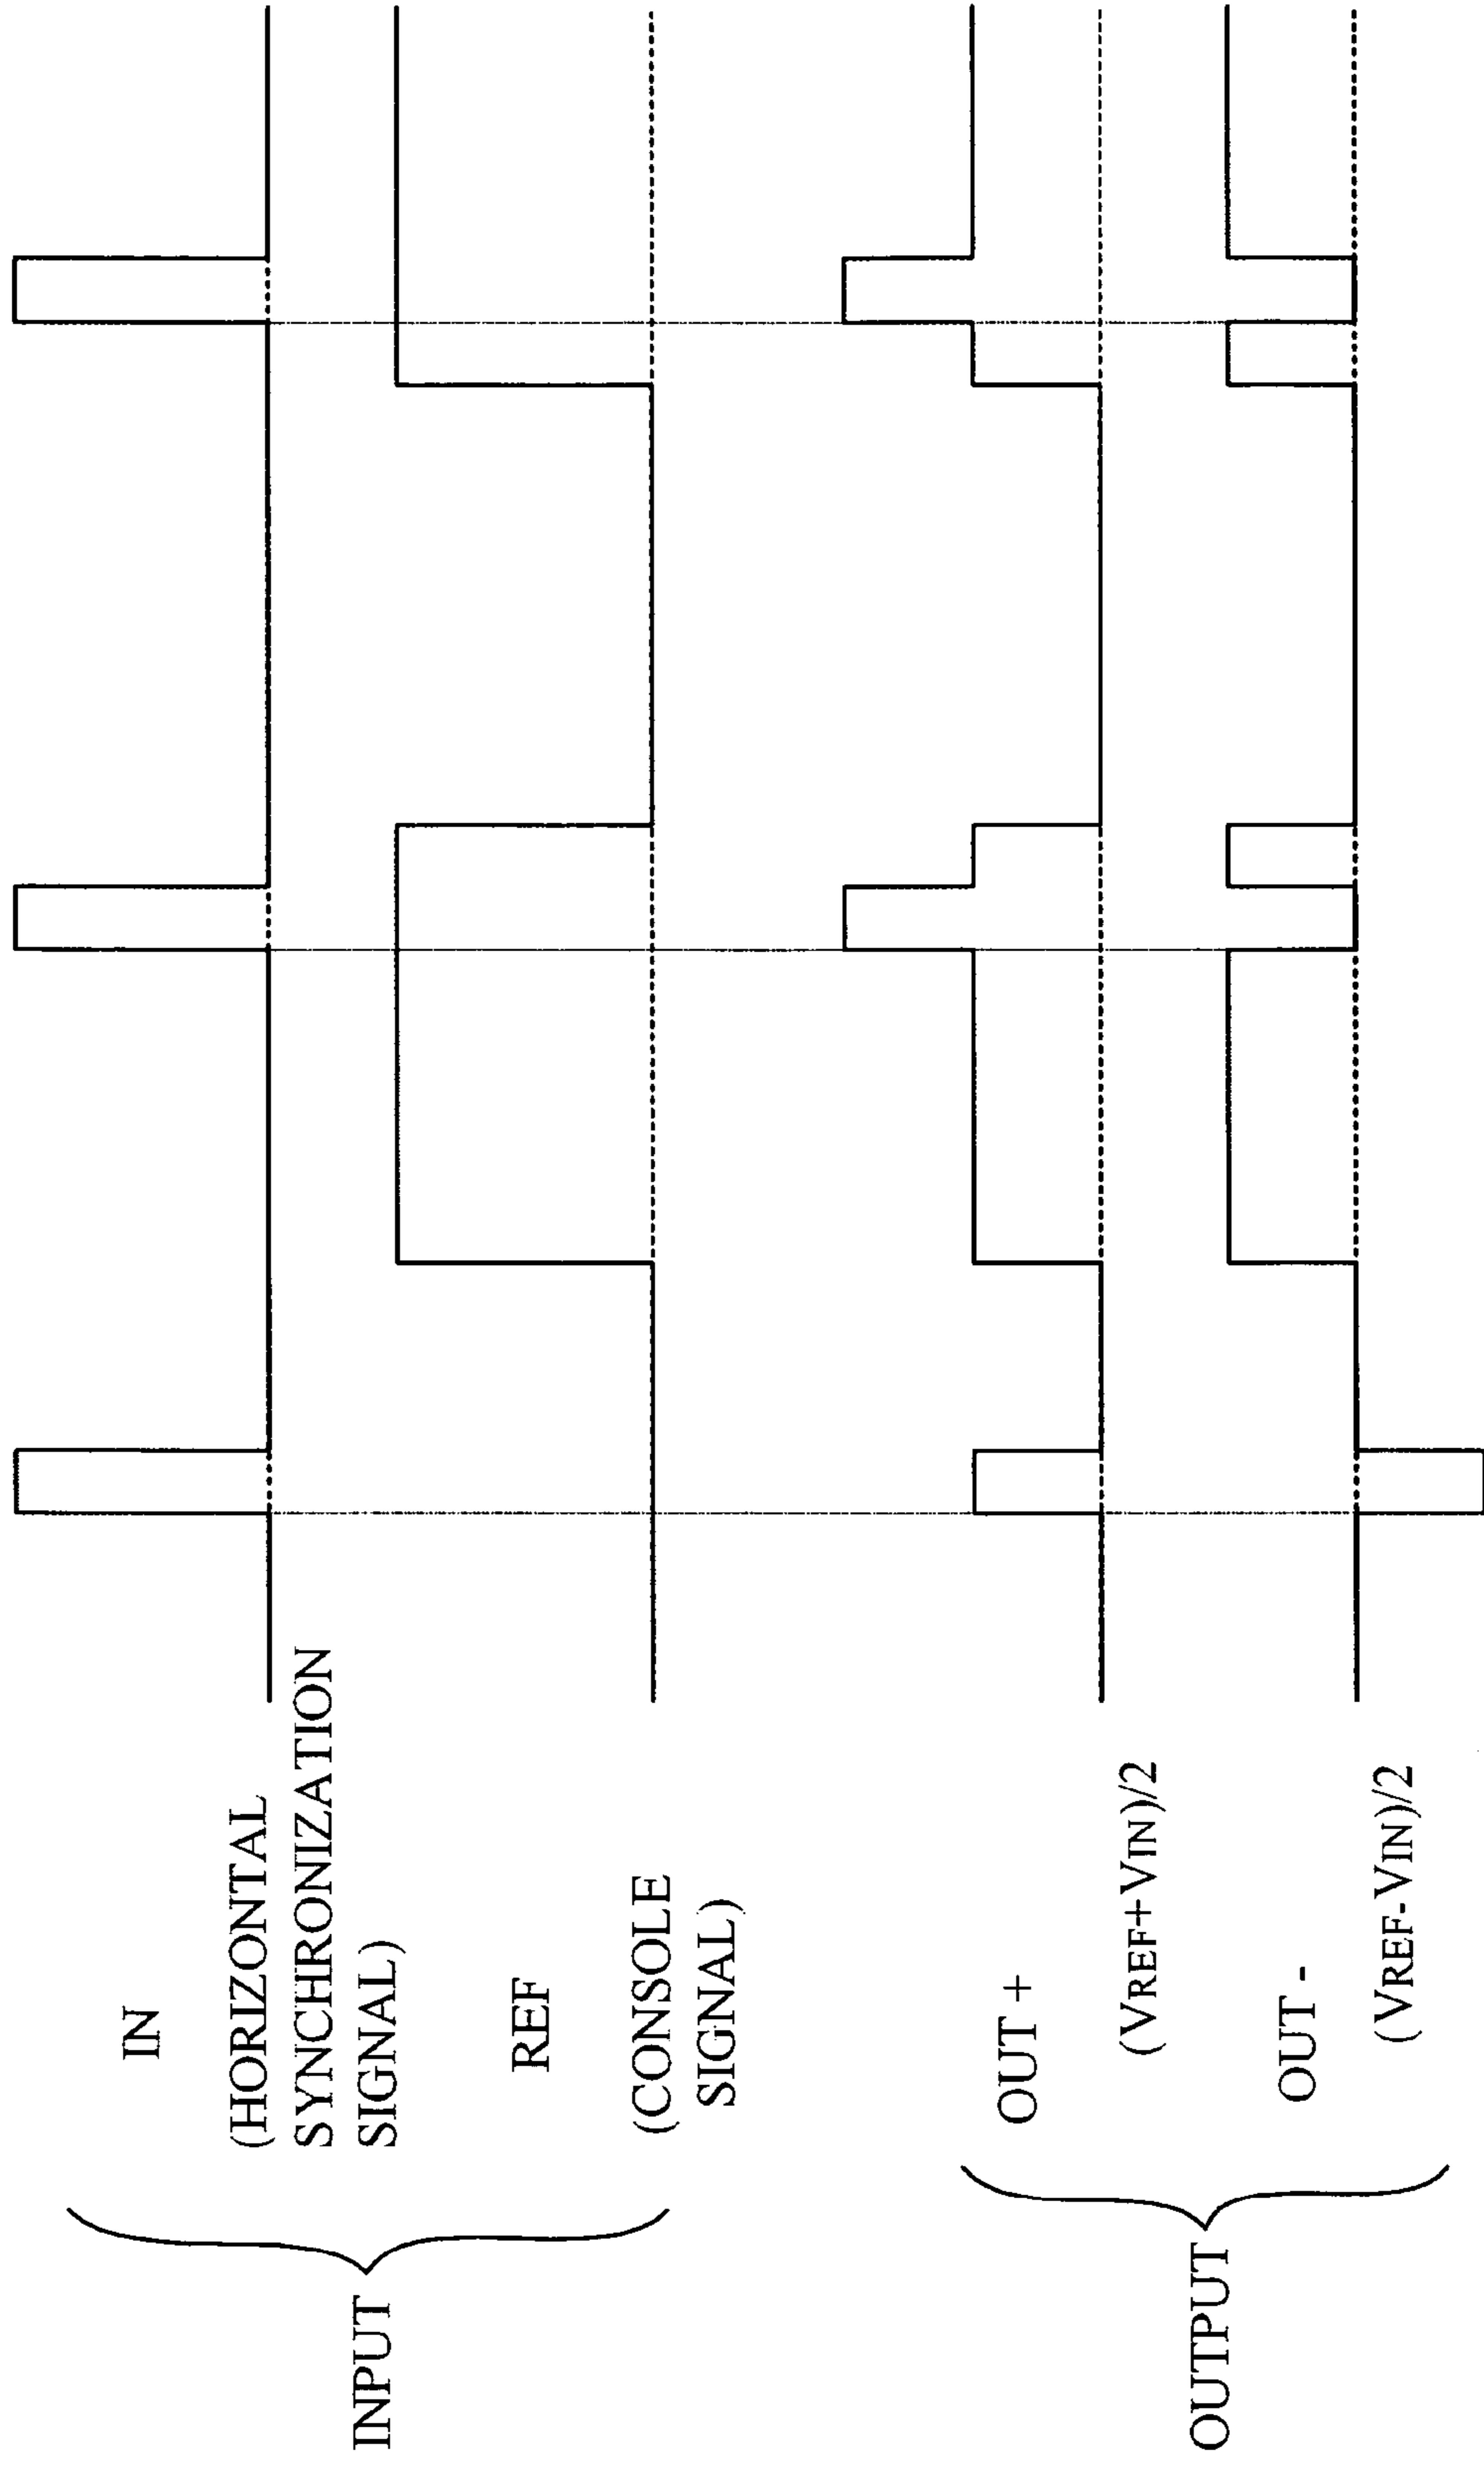 INPUT
IN
(HORIZONTAL
SYNCHRONIZATION
SIGNAL)
REF
(CONSOLE
SIGNAL)
OUTPUT
OUT +
(VREF+VIN)/2
OUT -
(VREF-VIN)/2